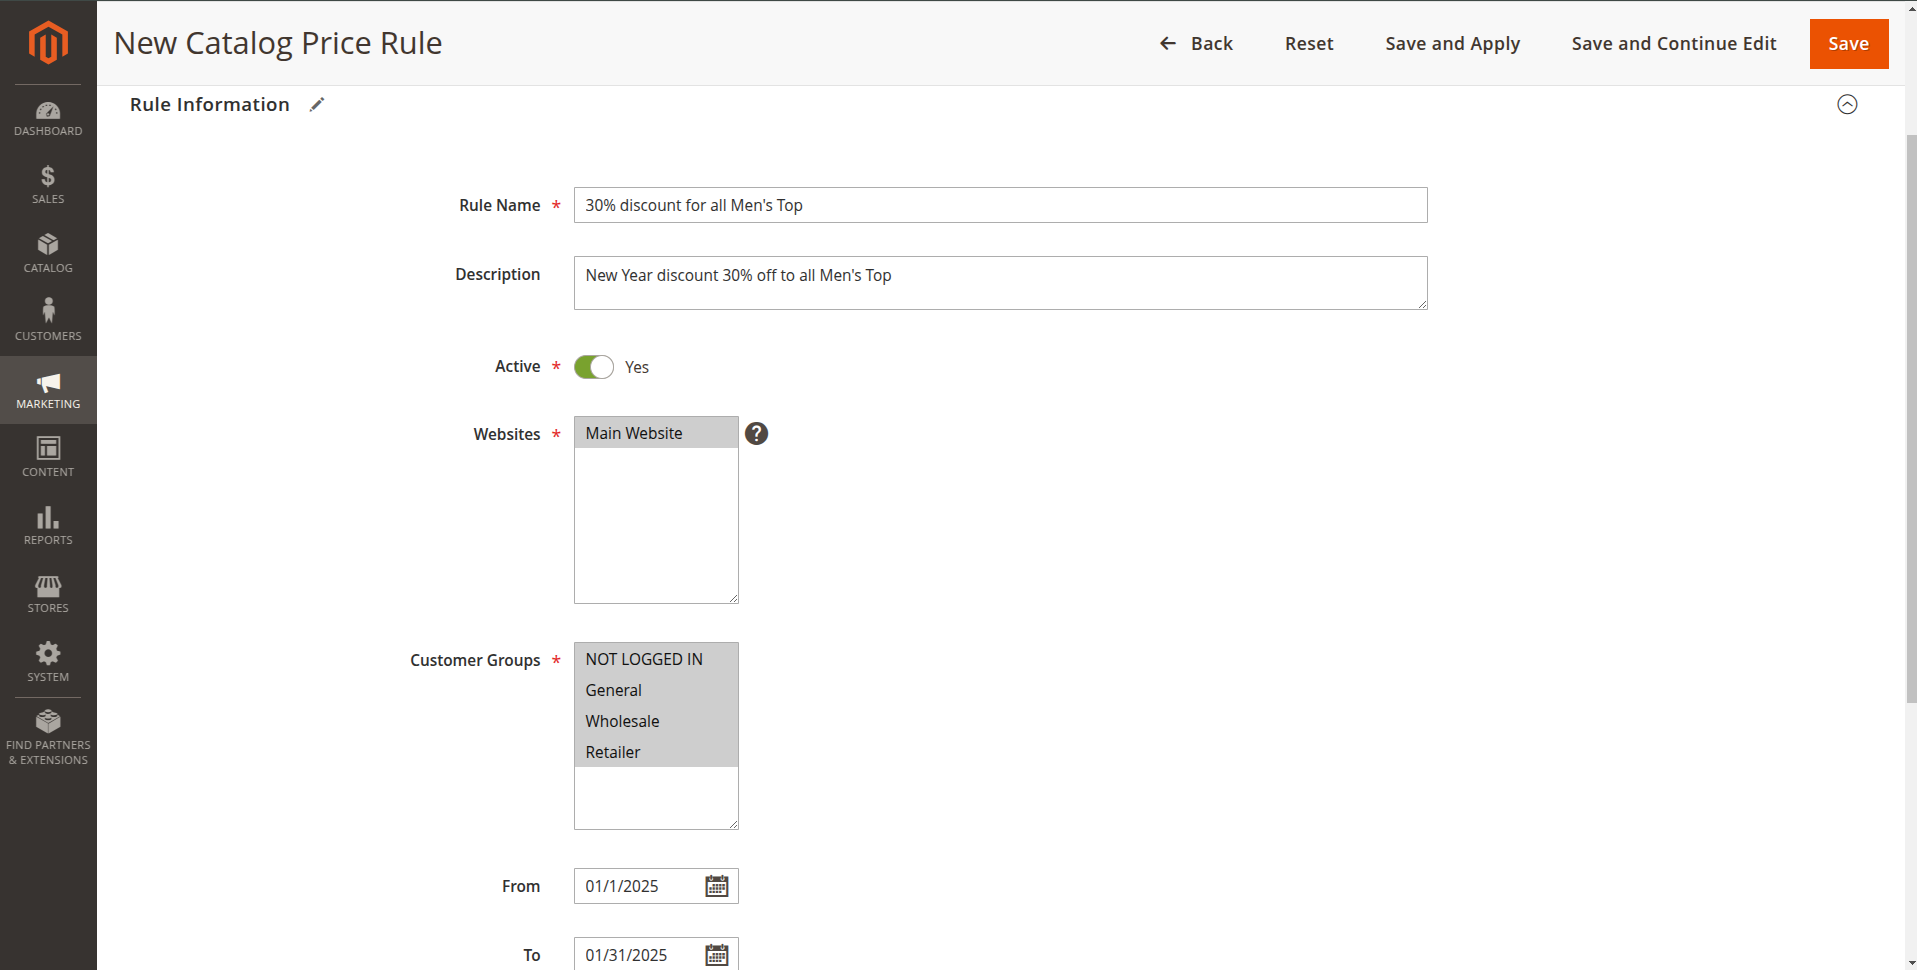 New Catalog Price Rule
Back
Reset
Save and Apply
Save and Continue Edit
Save
DASHBOARD
SALES
CATALOG
CUSTOMERS
MARKETING
CONTENT
REPORTS
STORES
SYSTEM
FIND PARTNERS
& EXTENSIONS
Rule Information
Rule Name *
30% discount for all Men's Top
Description
New Year discount 30% off to all Men's Top
Active *
Yes
Websites *
Main Website
?
Customer Groups *
NOT LOGGED IN
General
Wholesale
Retailer
From
01/1/2025
To
01/31/2025